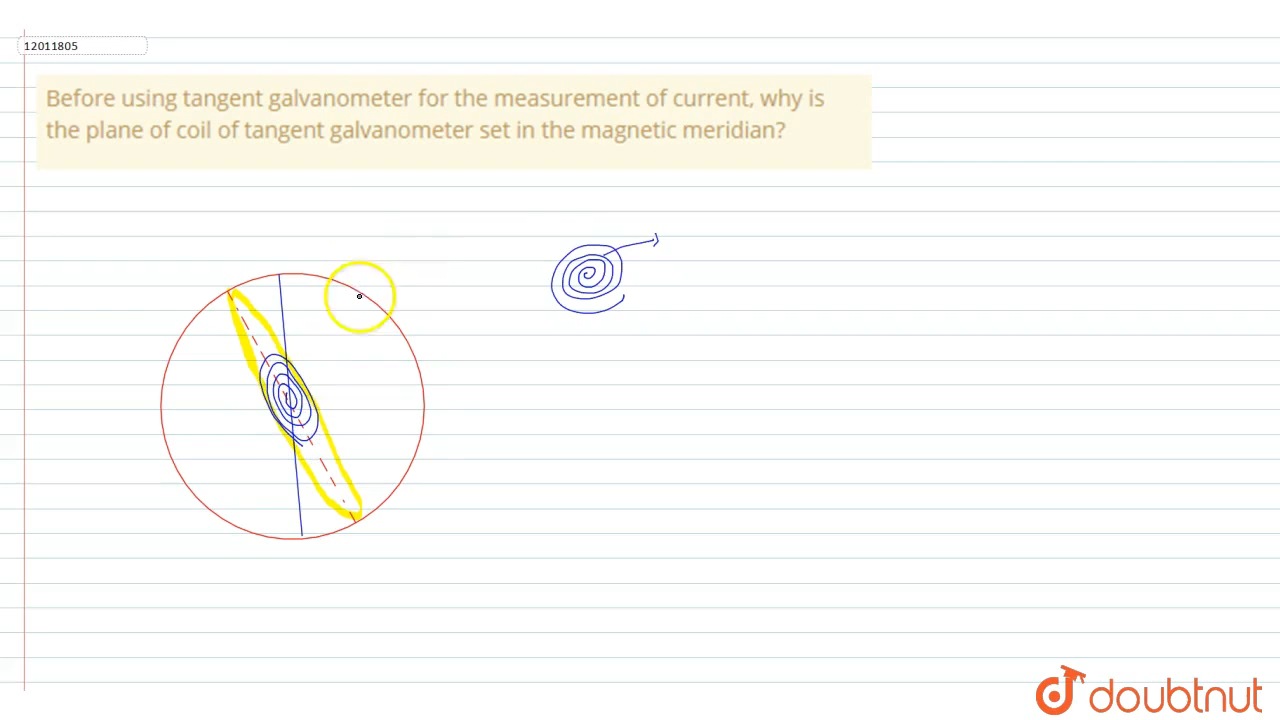 12011805
Before using tangent galvanometer for the measurement of current, why is
the plane of coil of tangent galvanometer set in the magnetic meridian?
doubtnut